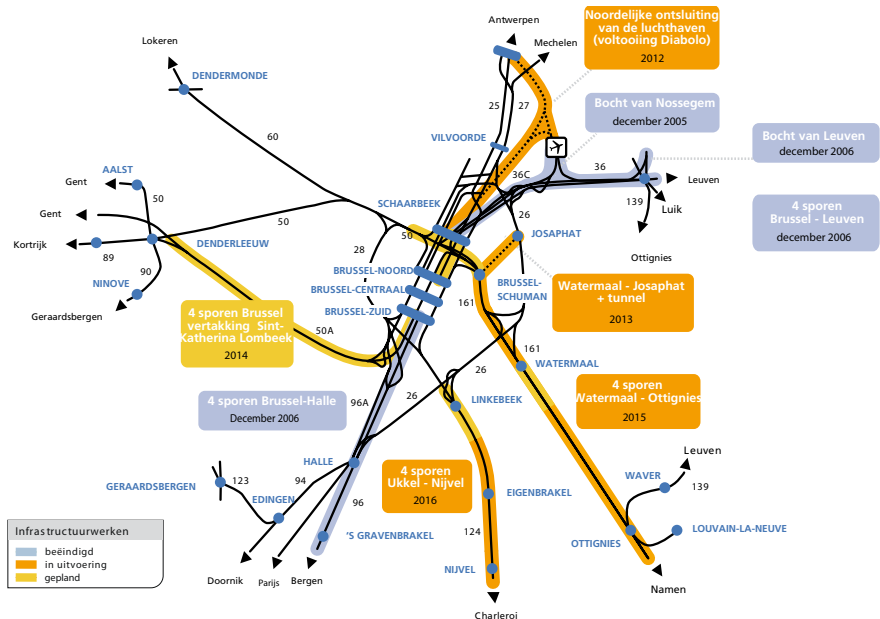 Antwerpen
Mechelen
Noordelijke ontsluiting
van de luchthaven
(voltooiing Diabolo)
2012
Lokeren
DENDERMONDE
25
27
Bocht van Nossegem
december 2005
60
VILVOORDE
Bocht van Leuven
december 2006
36C
36
Gent
AALST
50
Leuven
139
Luik
4 sporen
Brussel - Leuven
december 2006
Gent
50
SCHAARBEEK
26
50
JOSAPHAT
Kortrijk
89
DENDERLEEUW
28
Ottignies
90
BRUSSEL-NOORD
NINOVE
BRUSSEL-CENTRAAL
161
BRUSSEL-
SCHUMAN
Watermaal - Josaphat
+ tunnel
2013
Geraardsbergen
BRUSSEL-ZUID
4 sporen Brussel
vertakking Sint-
Katherina Lombeek
2014
50A
161
WATERMAAL
26
4 sporen
Watermaal - Ottignies
2015
4 sporen Brussel-Halle
December 2006
96A
26
LINKEBEEK
HALLE
4 sporen
Ukkel - Nijvel
2016
Leuven
GERAARDSBERGEN
123
94
WAVER
139
EDINGEN
96
EIGENBRAKEL
'S GRAVENBRAKEL
124
OTTIGNIES
LOUVAIN-LA-NEUVE
Infrastructuurwerken
beëindigd
in uitvoering
gepland
Doornik
Parijs
Bergen
NIJVEL
Namen
Charleroi